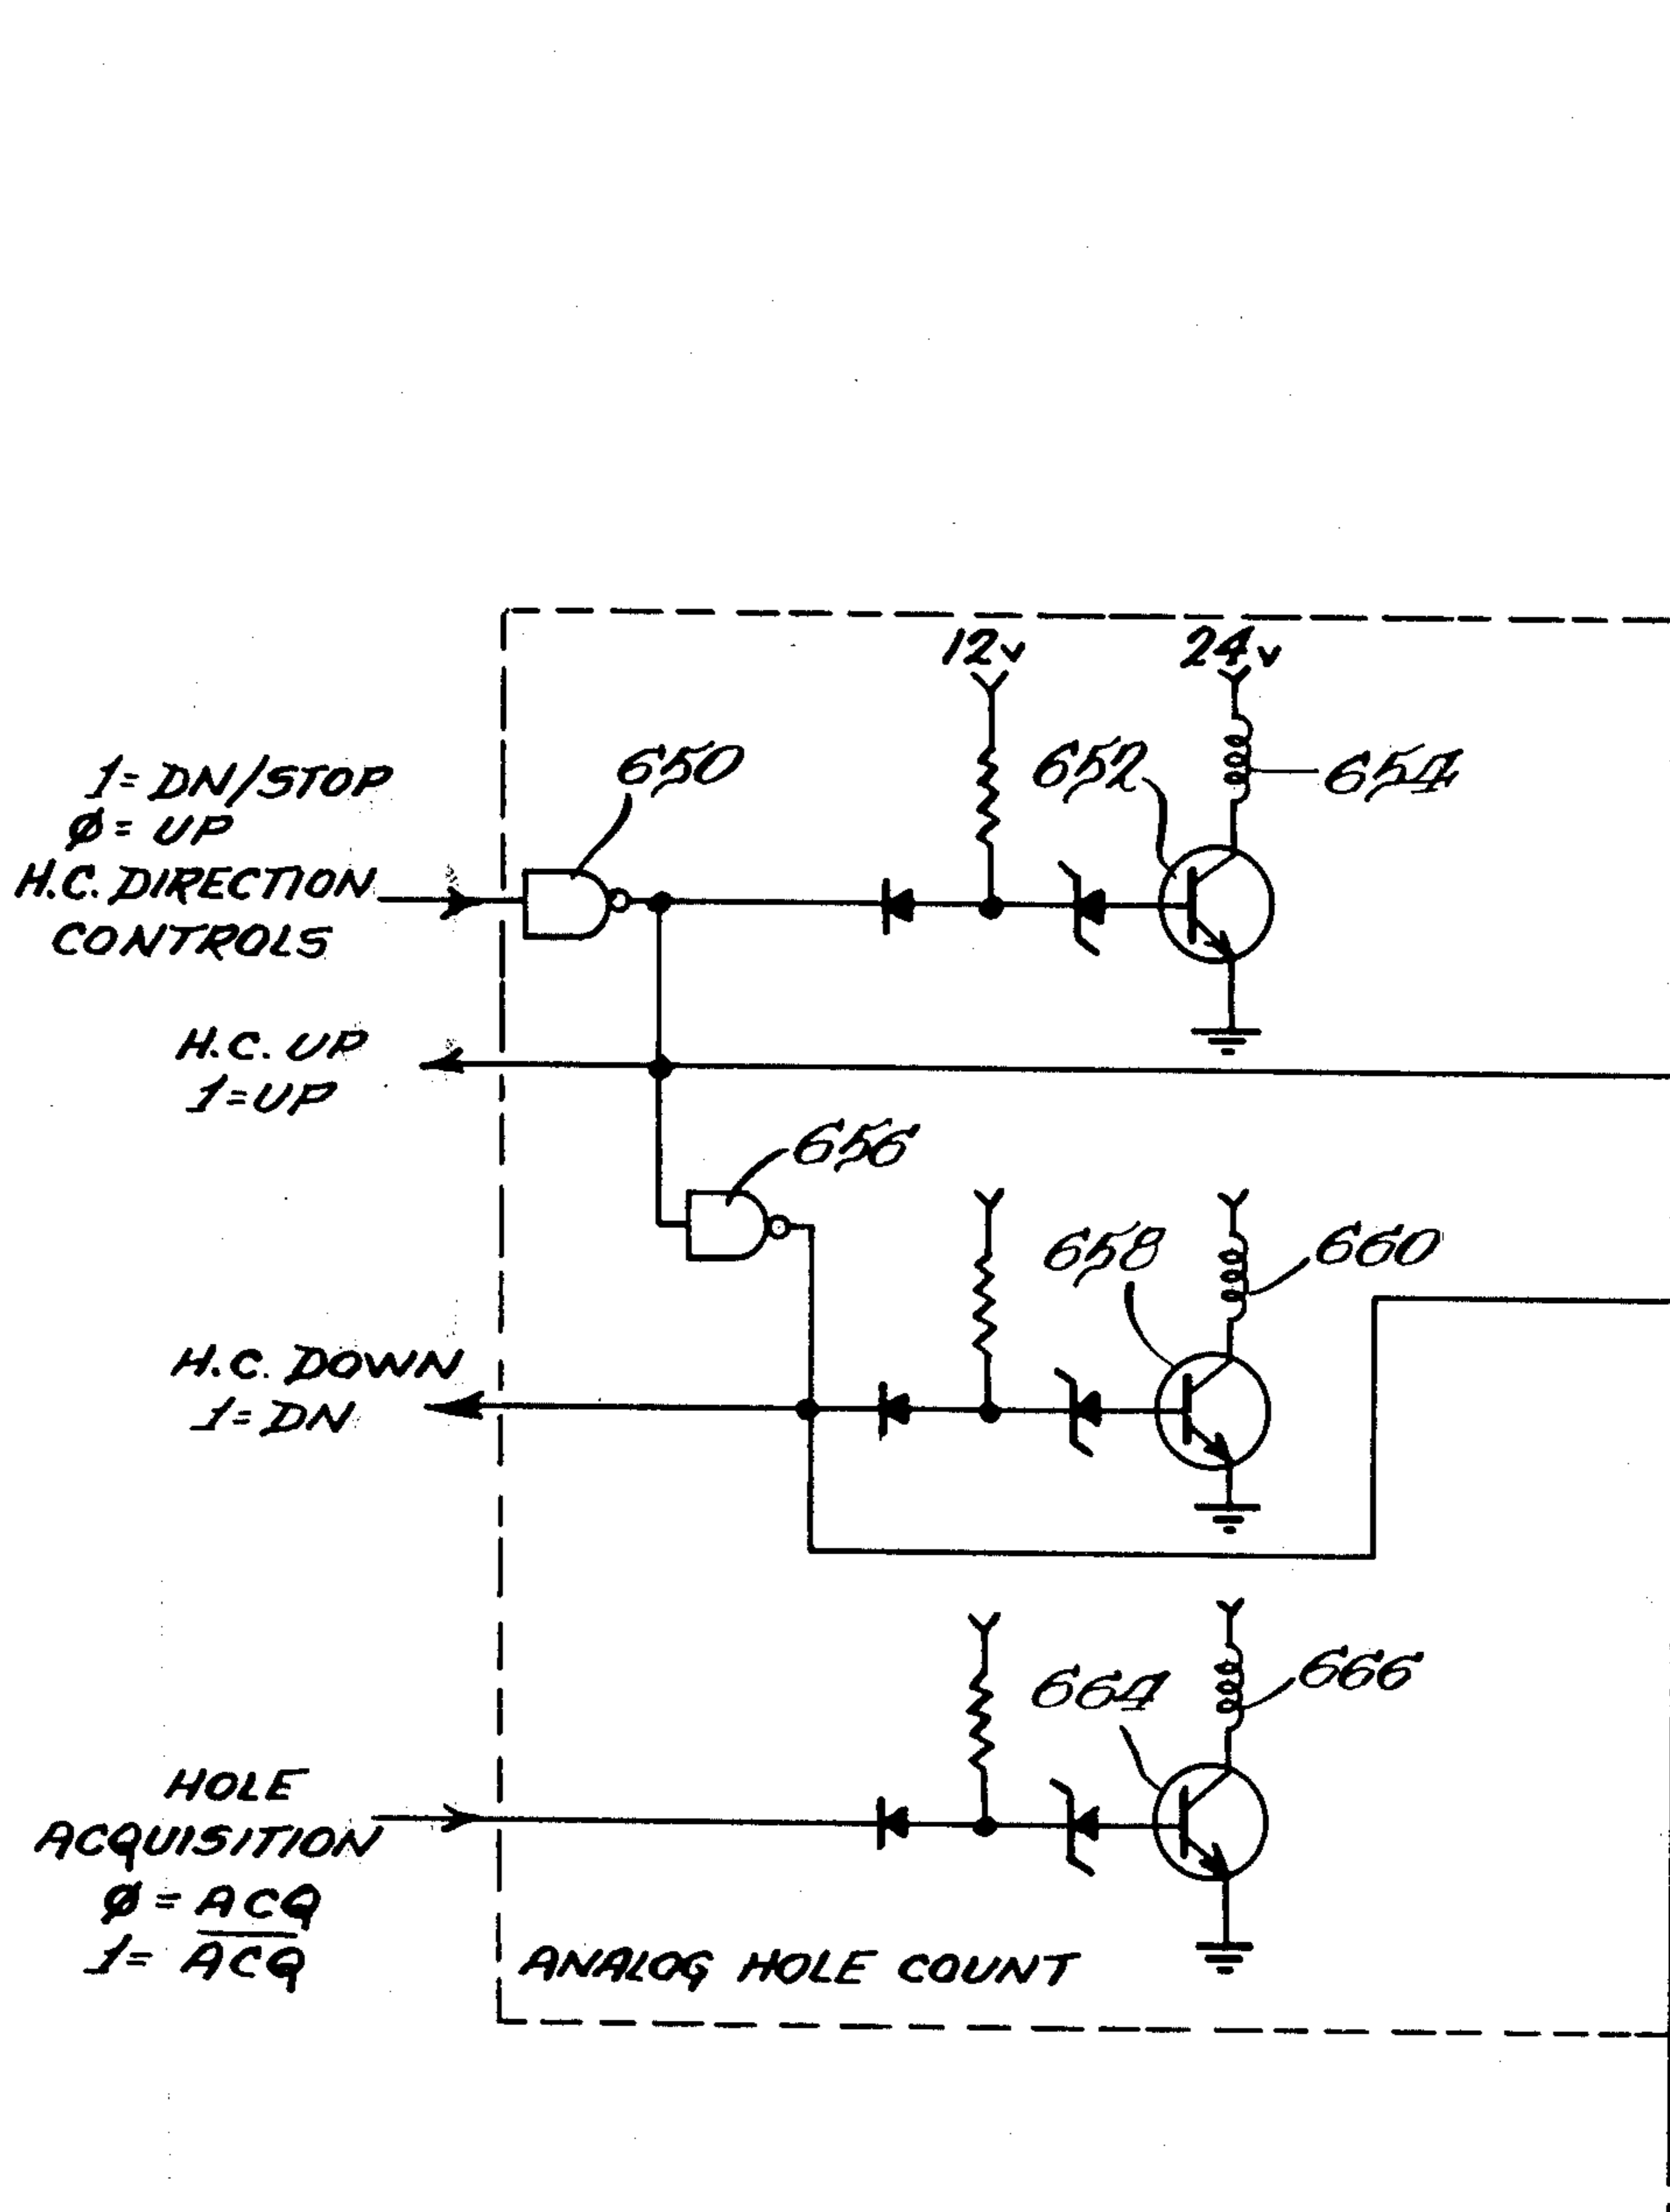 12v
24v
650
652
654
1= DN/STOP
Ø= UP
H.C. DIRECTION
CONTROLS
H.C. UP
1=UP
656
658
660
H.C. DOWN
1= DN
664
666
HOLE
ACQUISITION
Ø = ACQ
1= A̅C̅Q̅
ANALOG HOLE COUNT